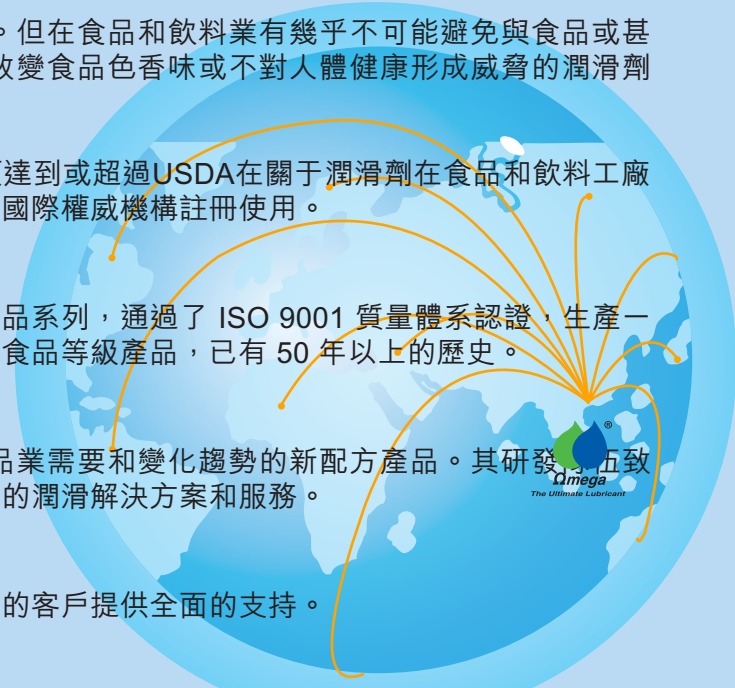 。但在食品和飲料業有幾乎不可能避免與食品或甚
改變食品色香味或不對人體健康形成威脅的潤滑劑
達到或超過USDA在關于潤滑劑在食品和飲料工廠
國際權威機構註冊使用。
品系列，通過了 ISO 9001 質量體系認證，生產一
食品等級產品，已有 50 年以上的歷史。
品業需要和變化趨勢的新配方產品。其研發隊伍致
的潤滑解決方案和服務。
®
Ωmega
The Ultimate Lubricant
的客戶提供全面的支持。